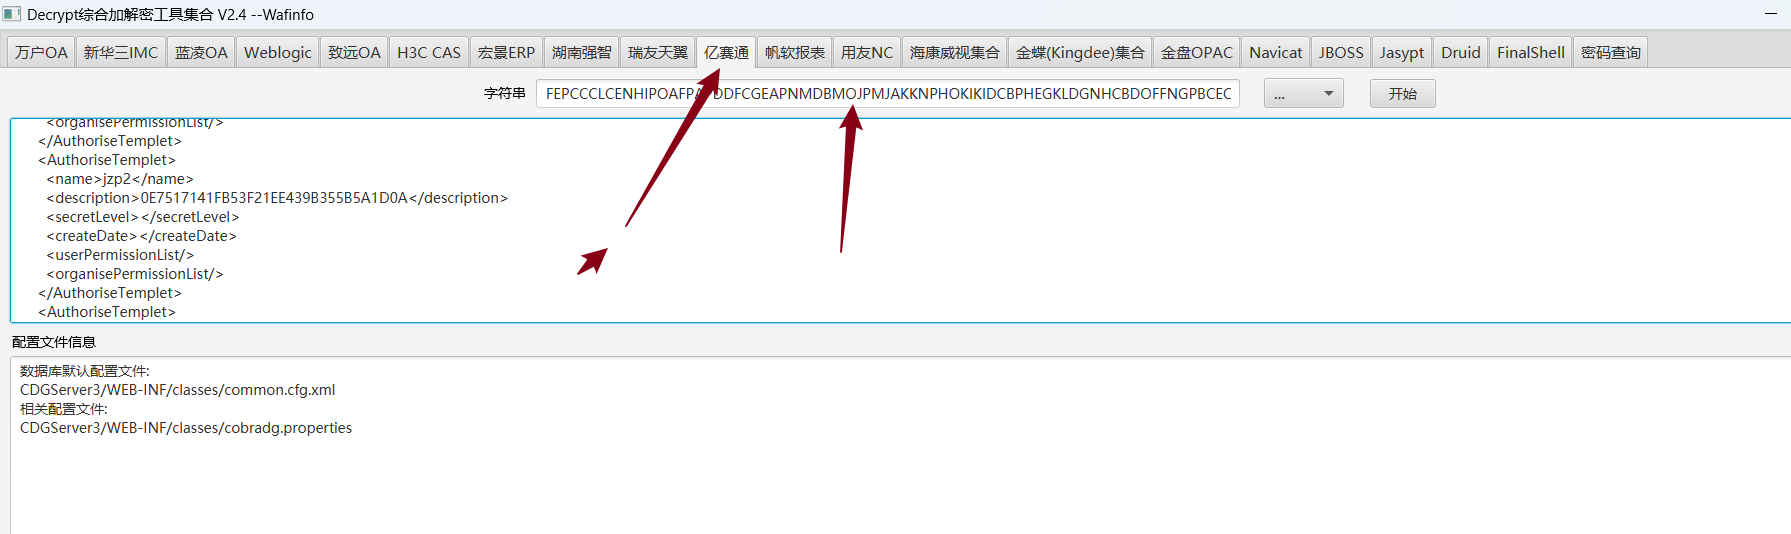 Decrypt综合加解密工具集合 V2.4 --Wafinfo
万户OA 新华三IMC 蓝凌OA Weblogic 致远OA H3C CAS 宏景ERP 湖南强智 瑞友天翼 亿赛通 帆软报表 用友NC 海康威视集合 金蝶(Kingdee)集合 金盘OPAC Navicat JBOSS Jasypt Druid FinalShell 密码查询
字符串 ... 开始
<organisePermissionList/>
</AuthoriseTemplet>
<AuthoriseTemplet>
<name>jzp2</name>
<description>0E7517141FB53F21EE439B355B5A1D0A</description>
<secretLevel></secretLevel>
<createDate></createDate>
<userPermissionList/>
<organisePermissionList/>
</AuthoriseTemplet>
<AuthoriseTemplet>
配置文件信息
数据库默认配置文件:
CDGServer3/WEB-INF/classes/common.cfg.xml
相关配置文件:
CDGServer3/WEB-INF/classes/cobradg.properties